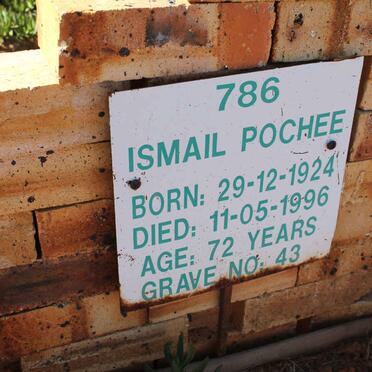 786
ISMAIL POCHEE
BORN: 29-12-1924
DIED: 11-05-1996
AGE: 72 YEARS
GRAVE NO: 43